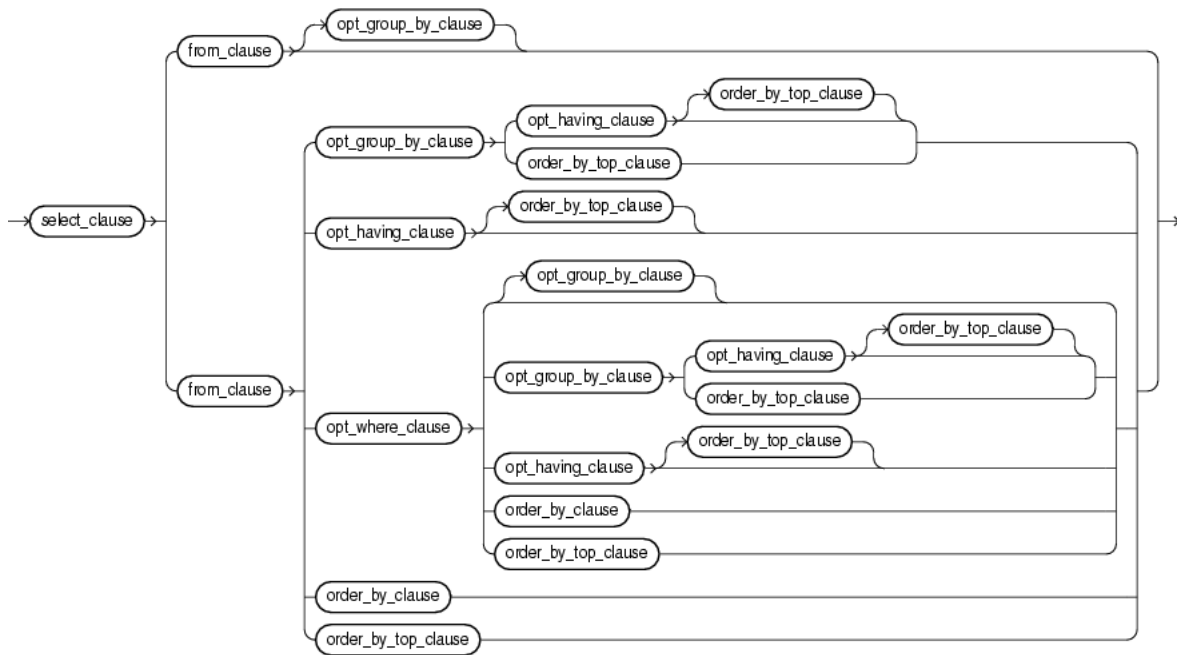 opt_group_by_clause
from_clause
order_by_top_clause
opt_having_clause
opt_group_by_clause
order_by_top_clause
select_clause
order_by_top_clause
opt_having_clause
opt_group_by_clause
order_by_top_clause
opt_having_clause
from_clause
opt_group_by_clause
order_by_top_clause
opt_where_clause
order_by_top_clause
opt_having_clause
order_by_clause
order_by_top_clause
order_by_clause
order_by_top_clause